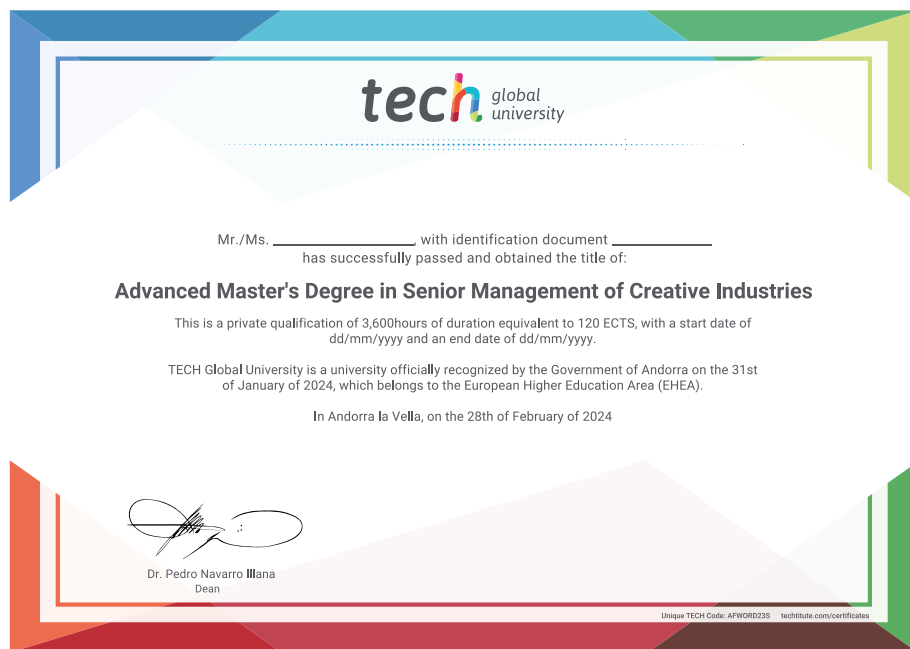 tech global
university
Mr./Ms. ____________, with identification document ____________
has successfully passed and obtained the title of:
Advanced Master's Degree in Senior Management of Creative Industries
This is a private qualification of 3,600hours of duration equivalent to 120 ECTS, with a start date of
dd/mm/yyyy and an end date of dd/mm/yyyy.
TECH Global University is a university officially recognized by the Government of Andorra on the 31st
of January of 2024, which belongs to the European Higher Education Area (EHEA).
In Andorra la Vella, on the 28th of February of 2024
Dr. Pedro Navarro Illana
Dean
Unique TECH Code: AFWORD23S techtitute.com/certificates